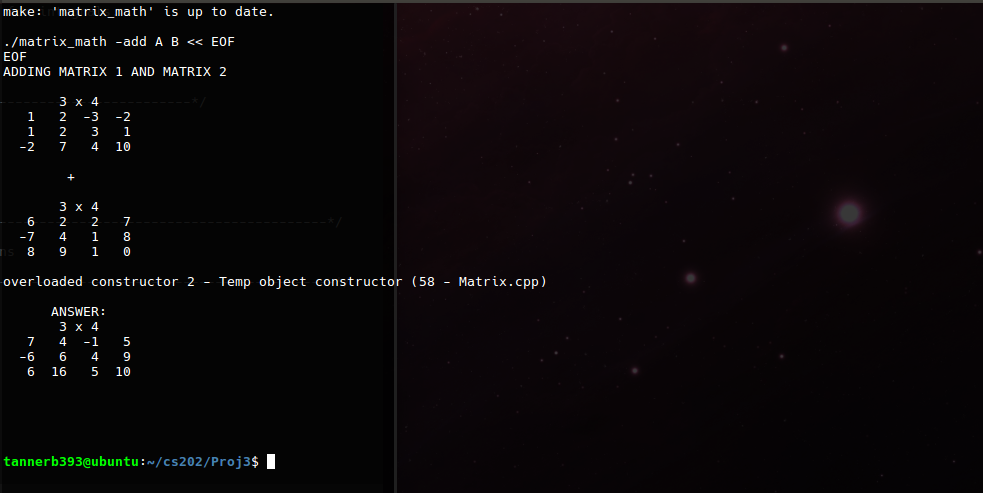 make: 'matrix_math' is up to date.
./matrix_math -add A B << EOF
EOF
ADDING MATRIX 1 AND MATRIX 2
3 x 4
1 2 -3 -2
1 2 3 1
-2 7 4 10
+
3 x 4
6 2 2 7
-7 4 1 8
8 9 1 0
overloaded constructor 2 - Temp object constructor (58 - Matrix.cpp)
ANSWER:
3 x 4
7 4 -1 5
-6 6 4 9
6 16 5 10
tannerb393@ubuntu:~/cs202/Proj3$